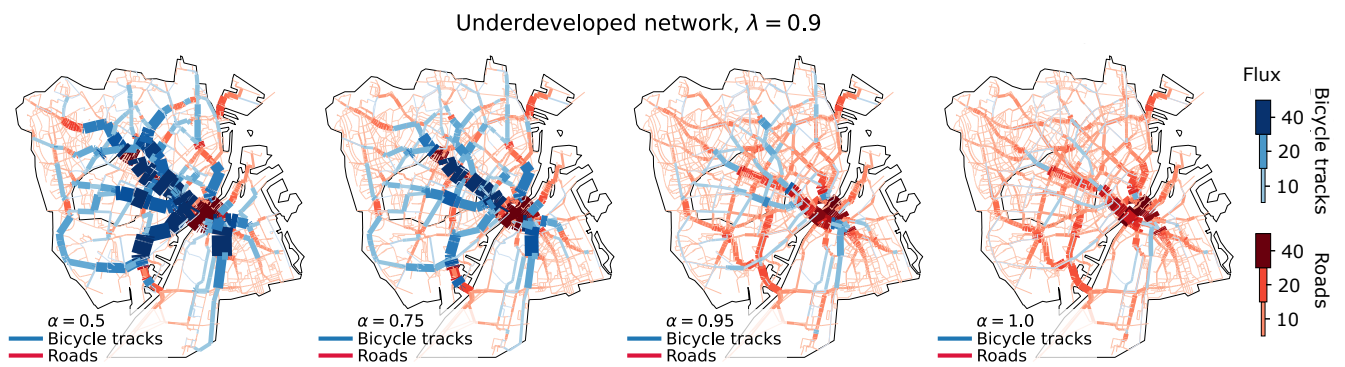 Underdeveloped network, λ = 0.9
α = 0.5
Bicycle tracks
Roads
α = 0.75
Bicycle tracks
Roads
α = 0.95
Bicycle tracks
Roads
α = 1.0
Bicycle tracks
Roads
Flux
40
20
10
Bicycle tracks
40
20
10
Roads